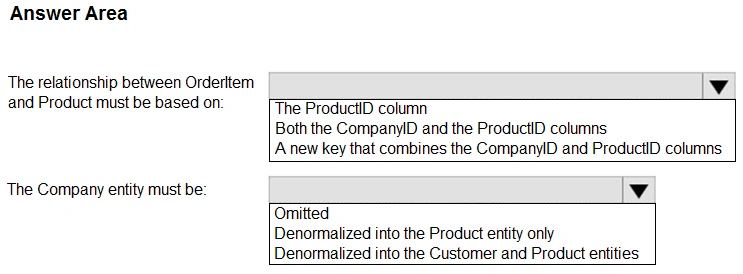 Answer Area
The relationship between OrderItem
and Product must be based on:
The ProductID column
Both the CompanyID and the ProductID columns
A new key that combines the CompanyID and ProductID columns
The Company entity must be:
Omitted
Denormalized into the Product entity only
Denormalized into the Customer and Product entities